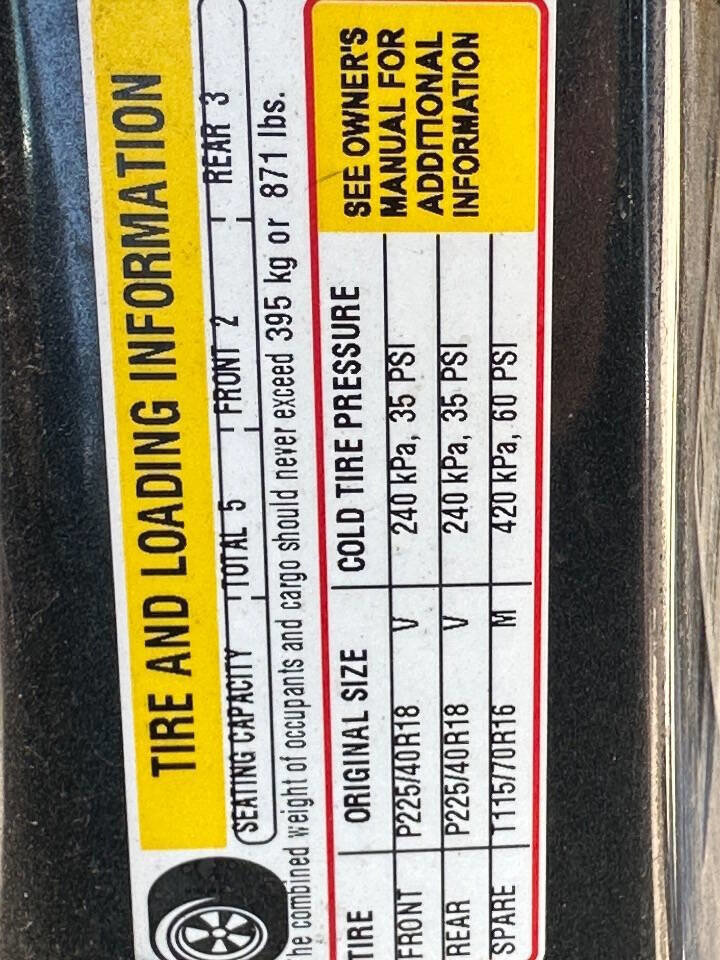 TIRE AND LOADING INFORMATION
SEATING CAPACITY TOTAL 5 FRONT 2 REAR 3
he combined weight of occupants and cargo should never exceed 395 kg or 871 lbs.
TIRE ORIGINAL SIZE COLD TIRE PRESSURE
FRONT P225/40R18 V 240 kPa, 35 PSI
REAR P225/40R18 V 240 kPa, 35 PSI
SPARE T115/70R16 M 420 kPa, 60 PSI
SEE OWNER'S
MANUAL FOR
ADDITIONAL
INFORMATION